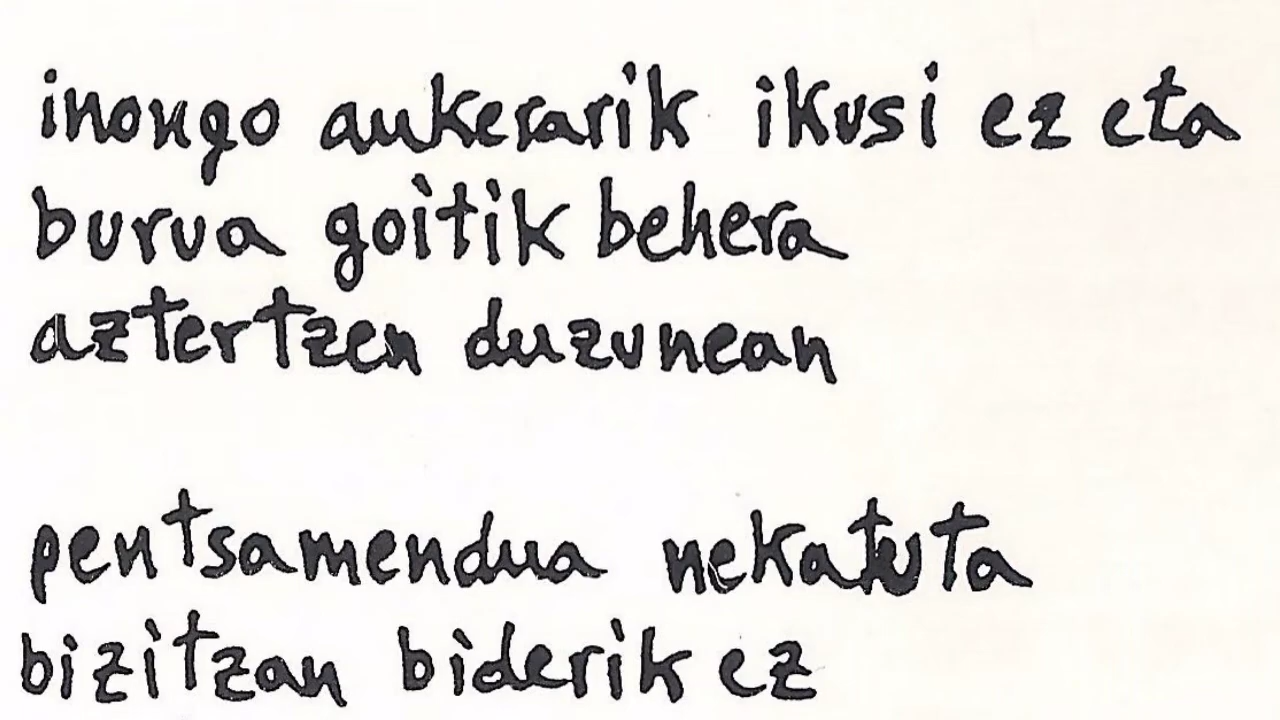 inongo aukerarik ikusi ez eta
burua goitik behera
aztertzen duzunean
pentsamendua nekatuta
bizitzan biderik ez